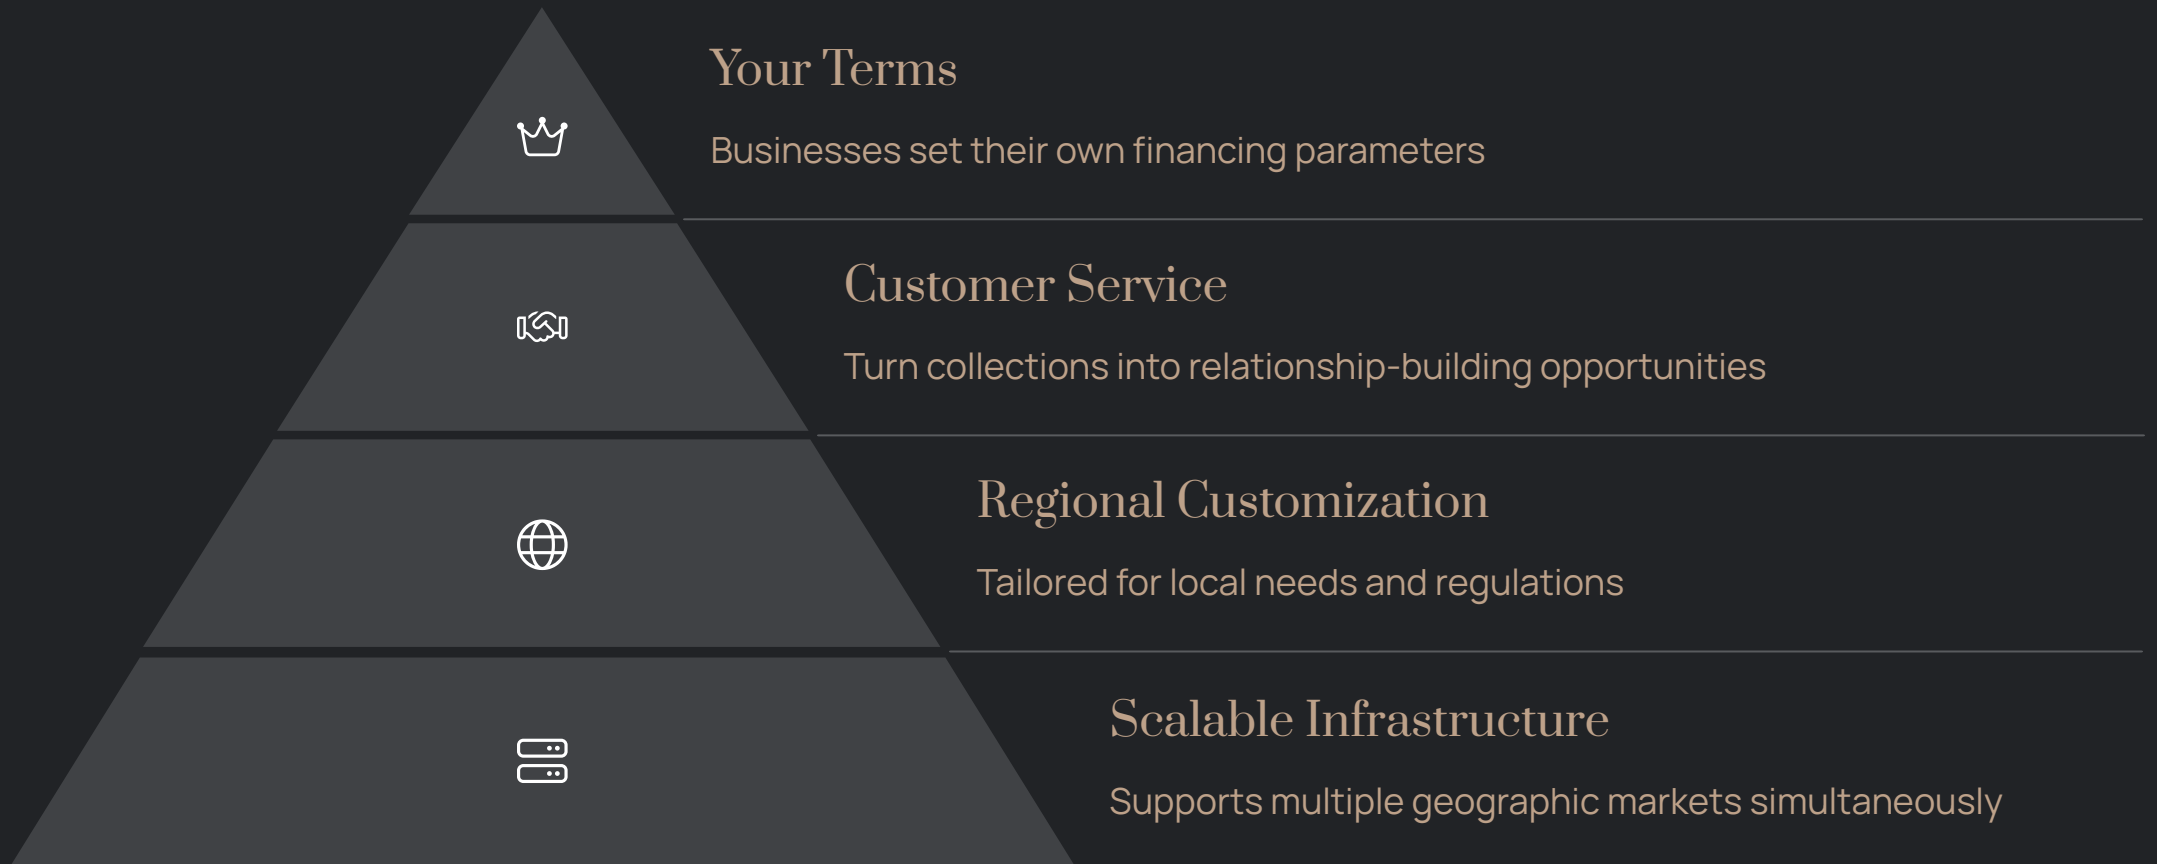 Your Terms
Businesses set their own financing parameters
Customer Service
Turn collections into relationship-building opportunities
Regional Customization
Tailored for local needs and regulations
Scalable Infrastructure
Supports multiple geographic markets simultaneously